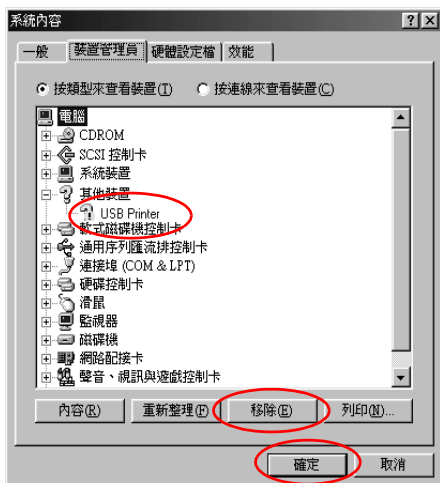 系統內容
一般 裝置管理員 硬體設定檔 效能
按類型來查看裝置(T) 按連線來查看裝置(C)
電腦
CDROM
SCSI 控制卡
系統裝置
其他裝置
USB Printer
軟式磁碟機控制卡
通用序列匯流排控制卡
連接埠 (COM & LPT)
硬碟控制卡
滑鼠
監視器
磁碟機
網路配接卡
聲音、視訊與遊戲控制卡
內容(R) 重新整理(F) 移除(E) 列印(N)...
確定 取消